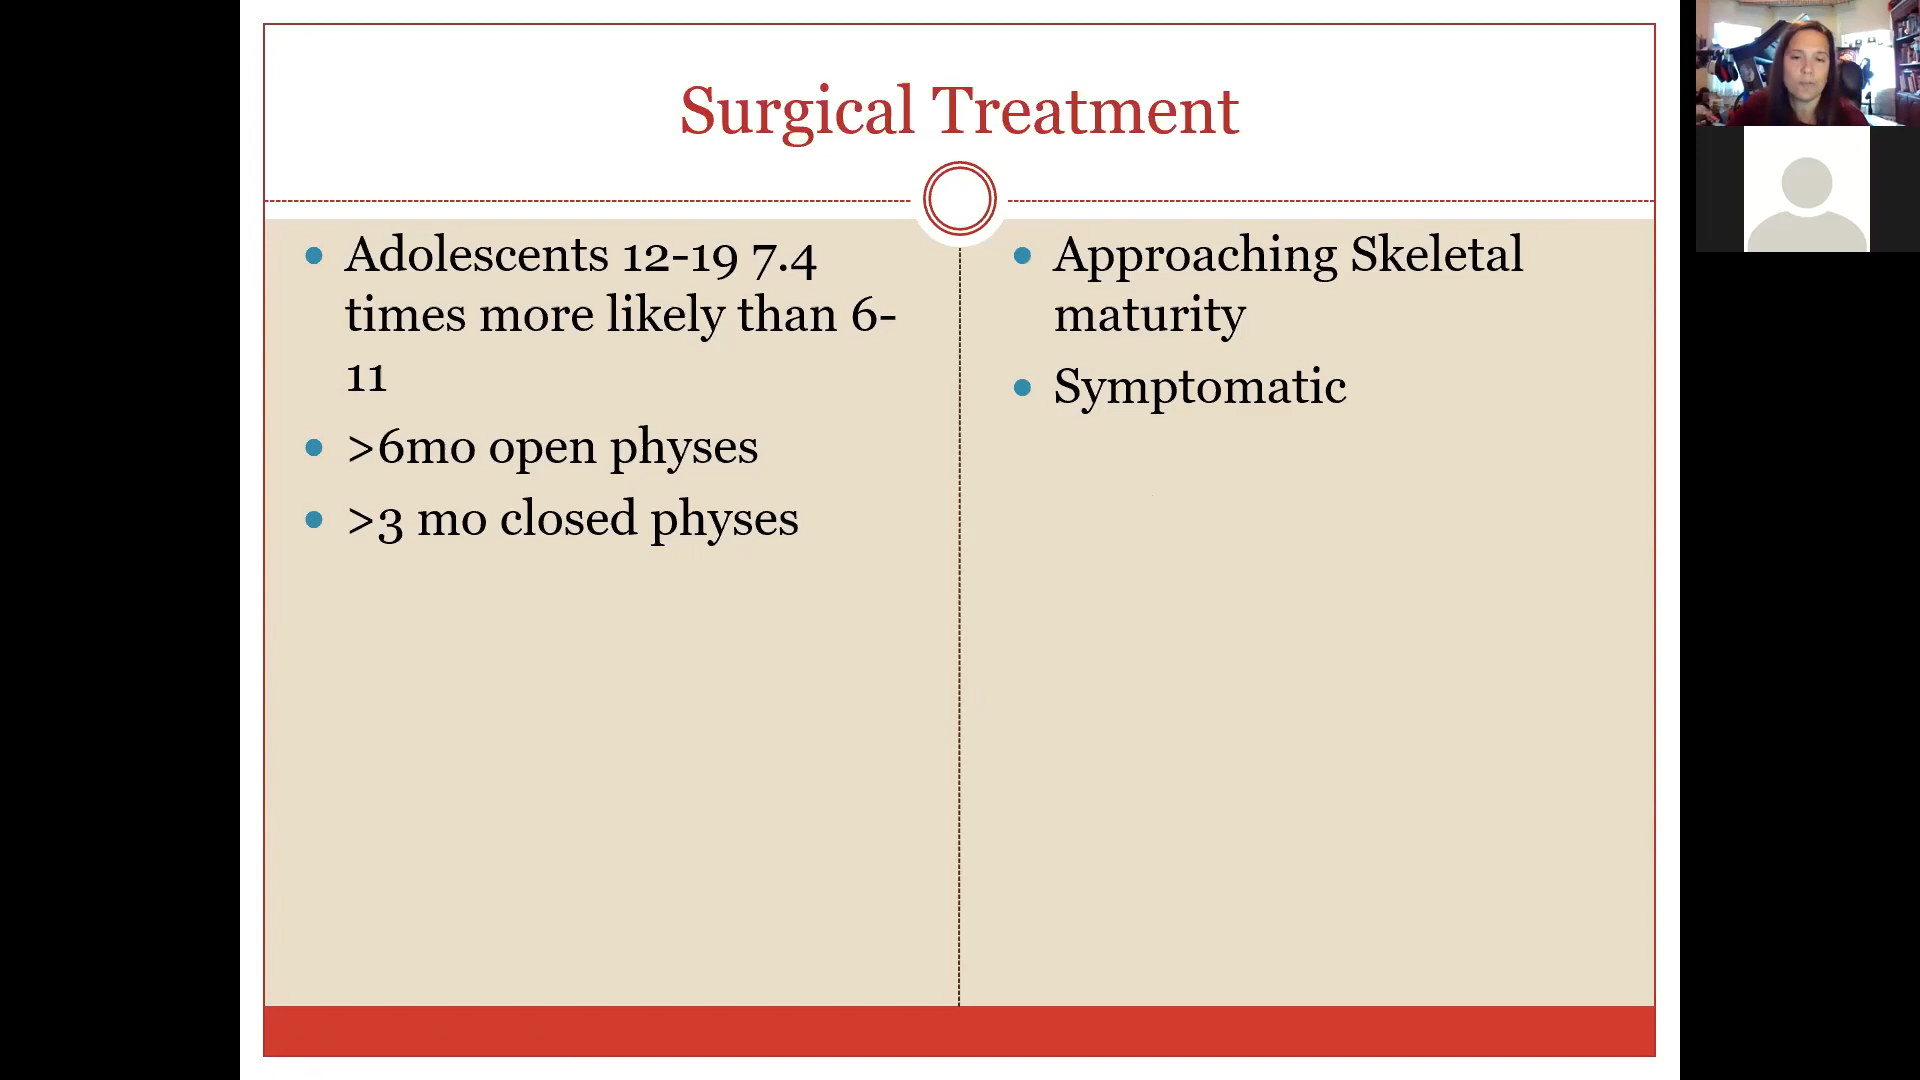 Surgical Treatment
Adolescents 12-19 7.4
times more likely than 6-
11
>6mo open physes
>3 mo closed physes
Approaching Skeletal
maturity
Symptomatic